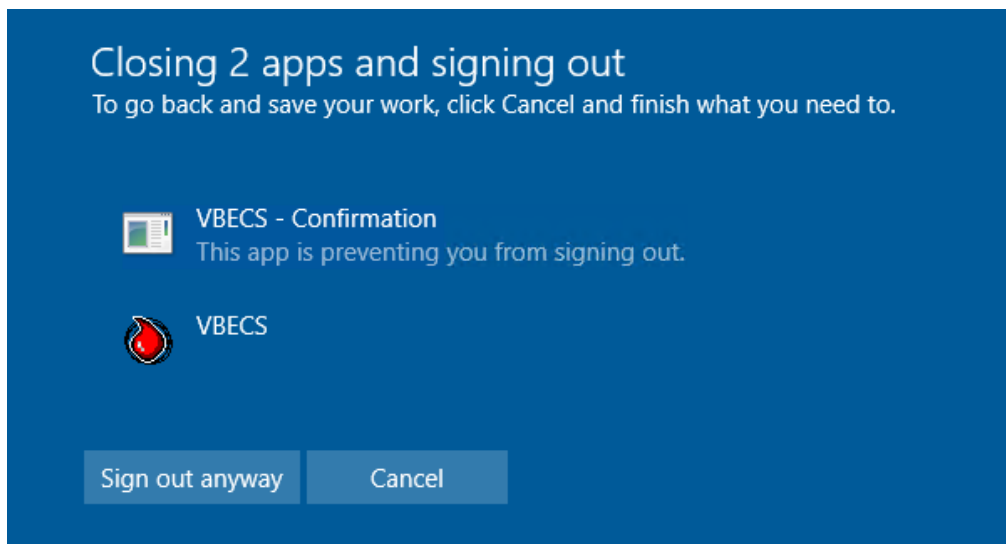 Closing 2 apps and signing out
To go back and save your work, click Cancel and finish what you need to.
VBECS - Confirmation
This app is preventing you from signing out.
VBECS
Sign out anyway
Cancel